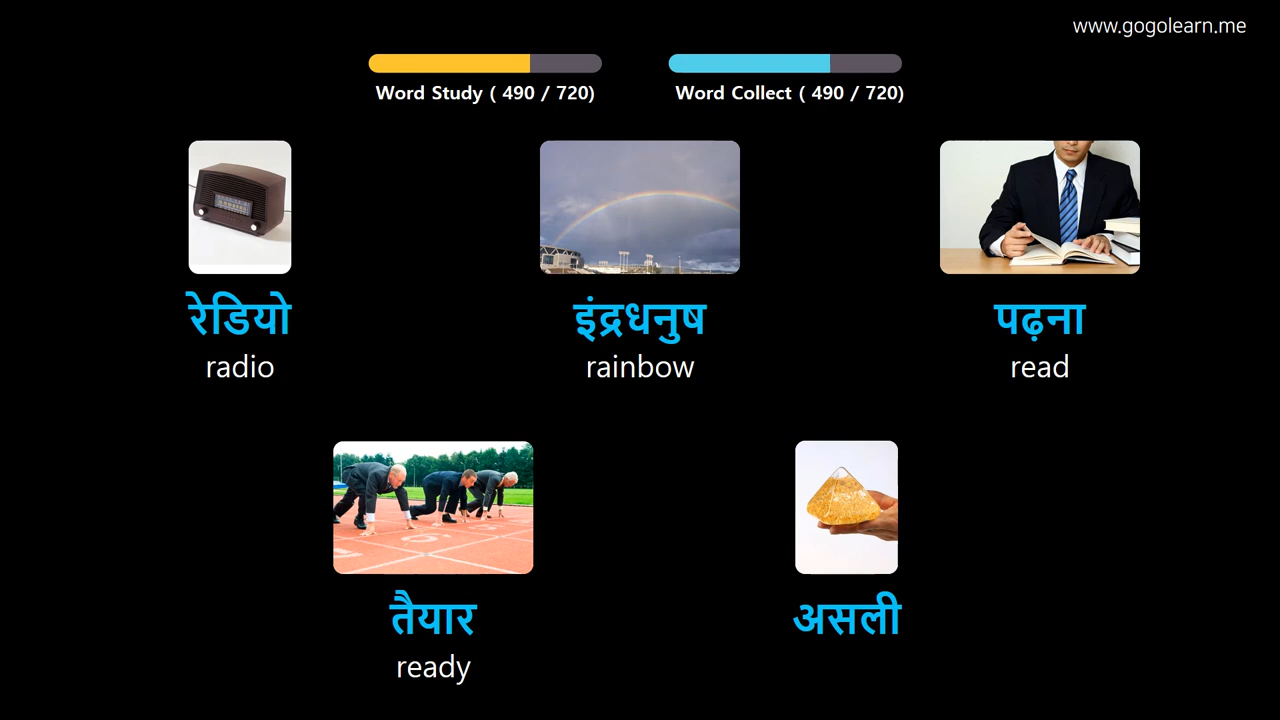 www.gogolearn.me
Word Study ( 490 / 720)
Word Collect ( 490 / 720)
रेडियो
radio
इंद्रधनुष
rainbow
पढ़ना
read
तैयार
ready
असली